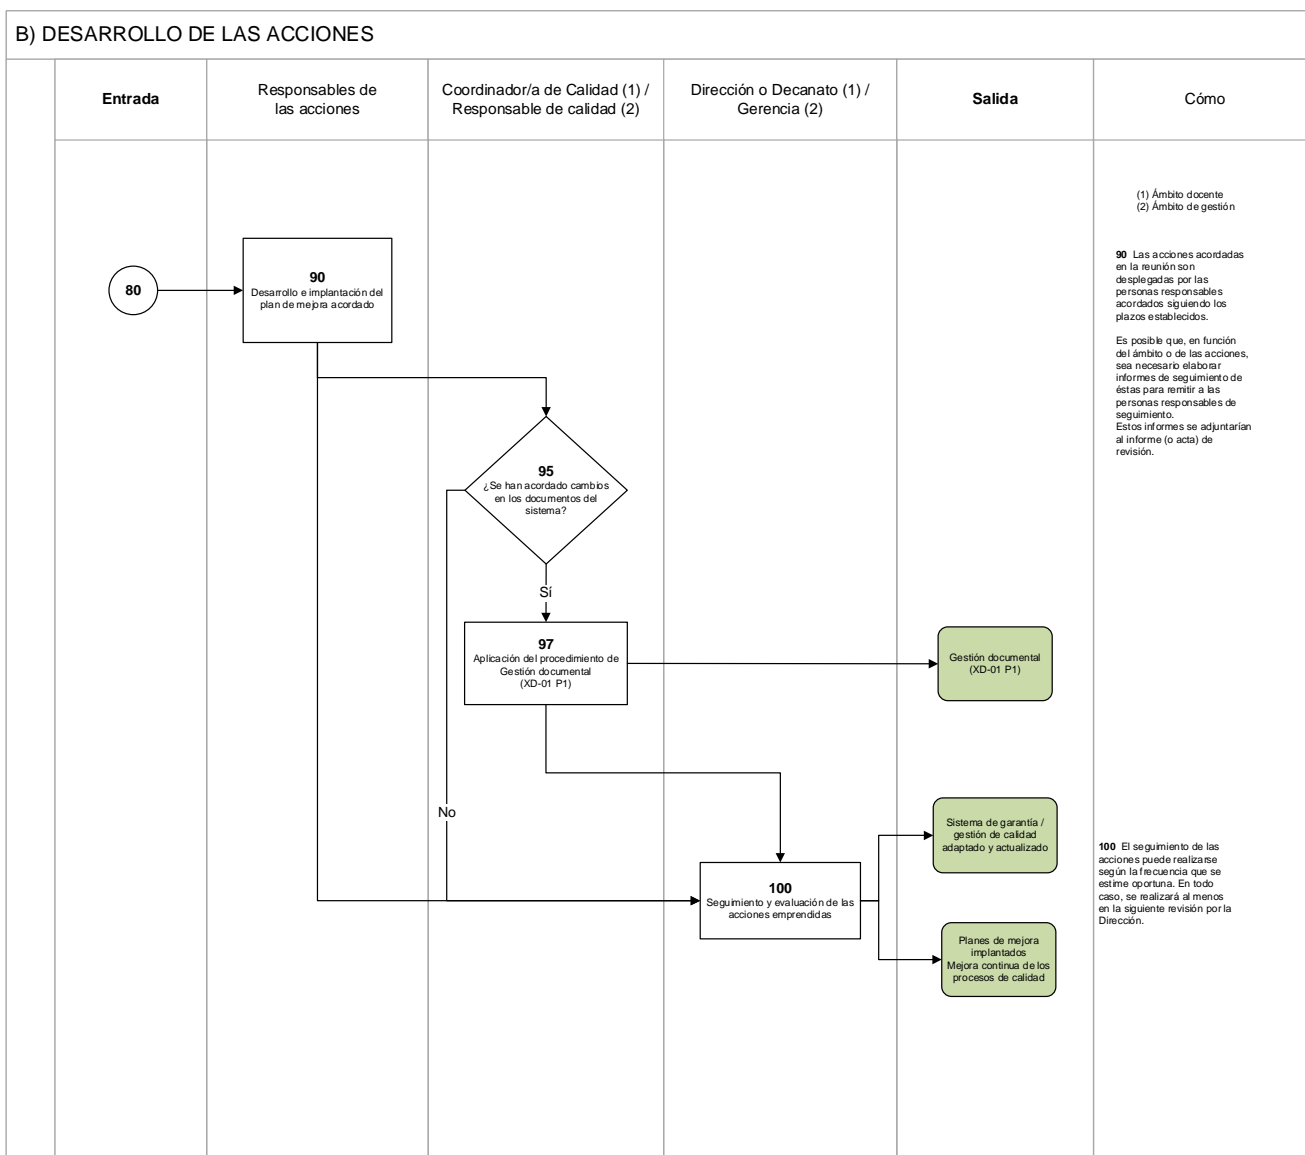 B) DESARROLLO DE LAS ACCIONES
Entrada
Responsables de
las acciones
Coordinador/a de Calidad (1) /
Responsable de calidad (2)
Dirección o Decanato (1) /
Gerencia (2)
Salida
Cómo
(1) Ámbito docente
(2) Ámbito de gestión
80
90
Desarrollo e implantación del
plan de mejora acordado
90 Las acciones acordadas
en la reunión son
desplegadas por las
personas responsables
acordados siguiendo los
plazos establecidos.
Es posible que, en función
del ámbito o de las acciones,
sea necesario elaborar
informes de seguimiento de
éstas para remitir a las
personas responsables de
seguimiento.
Estos informes se adjuntarían
al informe (o acta) de
revisión.
95
¿Se han acordado cambios
en los documentos del
sistema?
Sí
97
Aplicación del procedimiento de
Gestión documental
(XD-01 P1)
Gestión documental
(XD-01 P1)
No
Sistema de garantía /
gestión de calidad
adaptado y actualizado
100
Seguimiento y evaluación de las
acciones emprendidas
100 El seguimiento de las
acciones puede realizarse
según la frecuencia que se
estime oportuna. En todo
caso, se realizará al menos
en la siguiente revisión por la
Dirección.
Planes de mejora
implantados
Mejora continua de los
procesos de calidad